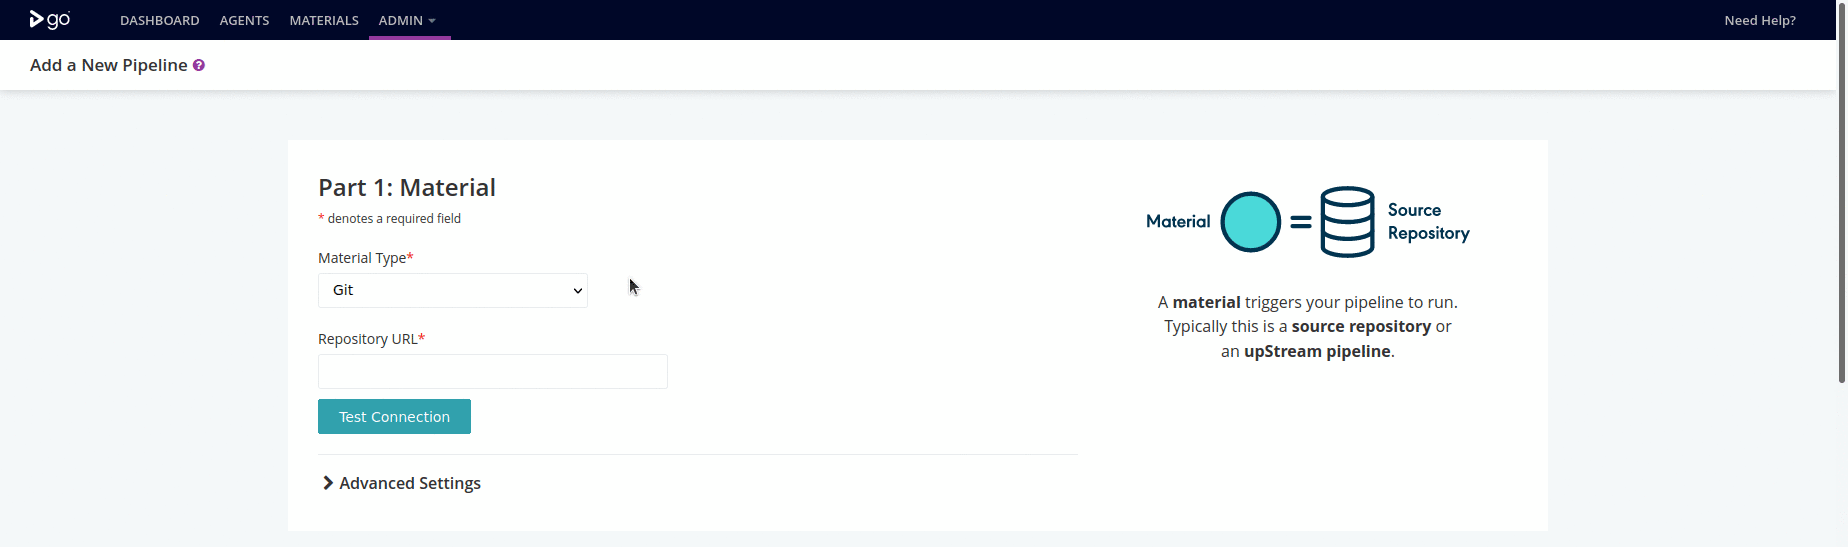 go DASHBOARD AGENTS MATERIALS ADMIN Need Help?
Add a New Pipeline ?
Part 1: Material
* denotes a required field
Material Type*
Git
Repository URL*
Test Connection
Advanced Settings
Material = Source
Repository
A material triggers your pipeline to run.
Typically this is a source repository or
an upStream pipeline.